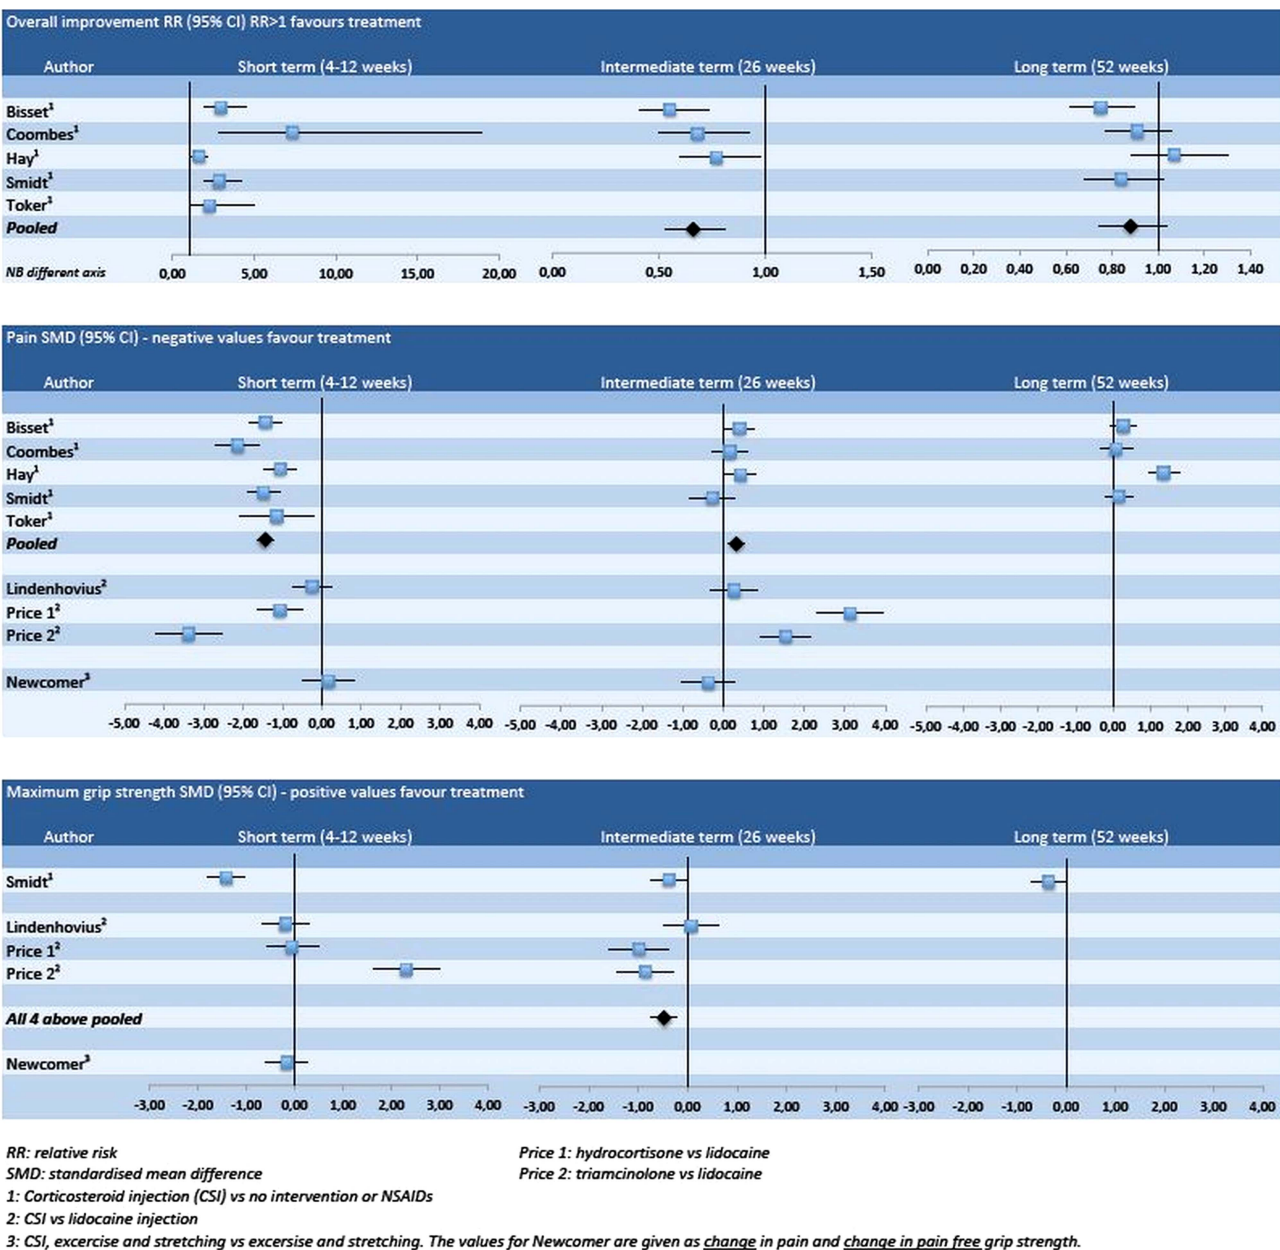 Overall improvement RR (95% CI) RR>1 favours treatment
Author Short term (4-12 weeks) Intermediate term (26 weeks) Long term (52 weeks)
Bisset¹
Coombes¹
Hay¹
Smidt¹
Toker¹
Pooled
NB different axis 0,00 5,00 10,00 15,00 20,00 0,00 0,50 1,00 1,50 0,00 0,20 0,40 0,60 0,80 1,00 1,20 1,40
Pain SMD (95% CI) - negative values favour treatment
Author Short term (4-12 weeks) Intermediate term (26 weeks) Long term (52 weeks)
Bisset¹
Coombes¹
Hay¹
Smidt¹
Toker¹
Pooled
Lindenhovius²
Price 1²
Price 2²
Newcomer³
-5,00 -4,00 -3,00 -2,00 -1,00 0,00 1,00 2,00 3,00 4,00 -5,00 -4,00 -3,00 -2,00 -1,00 0,00 1,00 2,00 3,00 4,00 -5,00 -4,00 -3,00 -2,00 -1,00 0,00 1,00 2,00 3,00 4,00
Maximum grip strength SMD (95% CI) - positive values favour treatment
Author Short term (4-12 weeks) Intermediate term (26 weeks) Long term (52 weeks)
Smidt¹
Lindenhovius²
Price 1²
Price 2²
All 4 above pooled
Newcomer³
-3,00 -2,00 -1,00 0,00 1,00 2,00 3,00 4,00 -3,00 -2,00 -1,00 0,00 1,00 2,00 3,00 4,00 -3,00 -2,00 -1,00 0,00 1,00 2,00 3,00 4,00
RR: relative risk Price 1: hydrocortisone vs lidocaine
SMD: standardised mean difference Price 2: triamcinolone vs lidocaine
1: Corticosteroid injection (CSI) vs no intervention or NSAIDs
2: CSI vs lidocaine injection
3: CSI, excercise and stretching vs excersise and stretching. The values for Newcomer are given as change in pain and change in pain free grip strength.